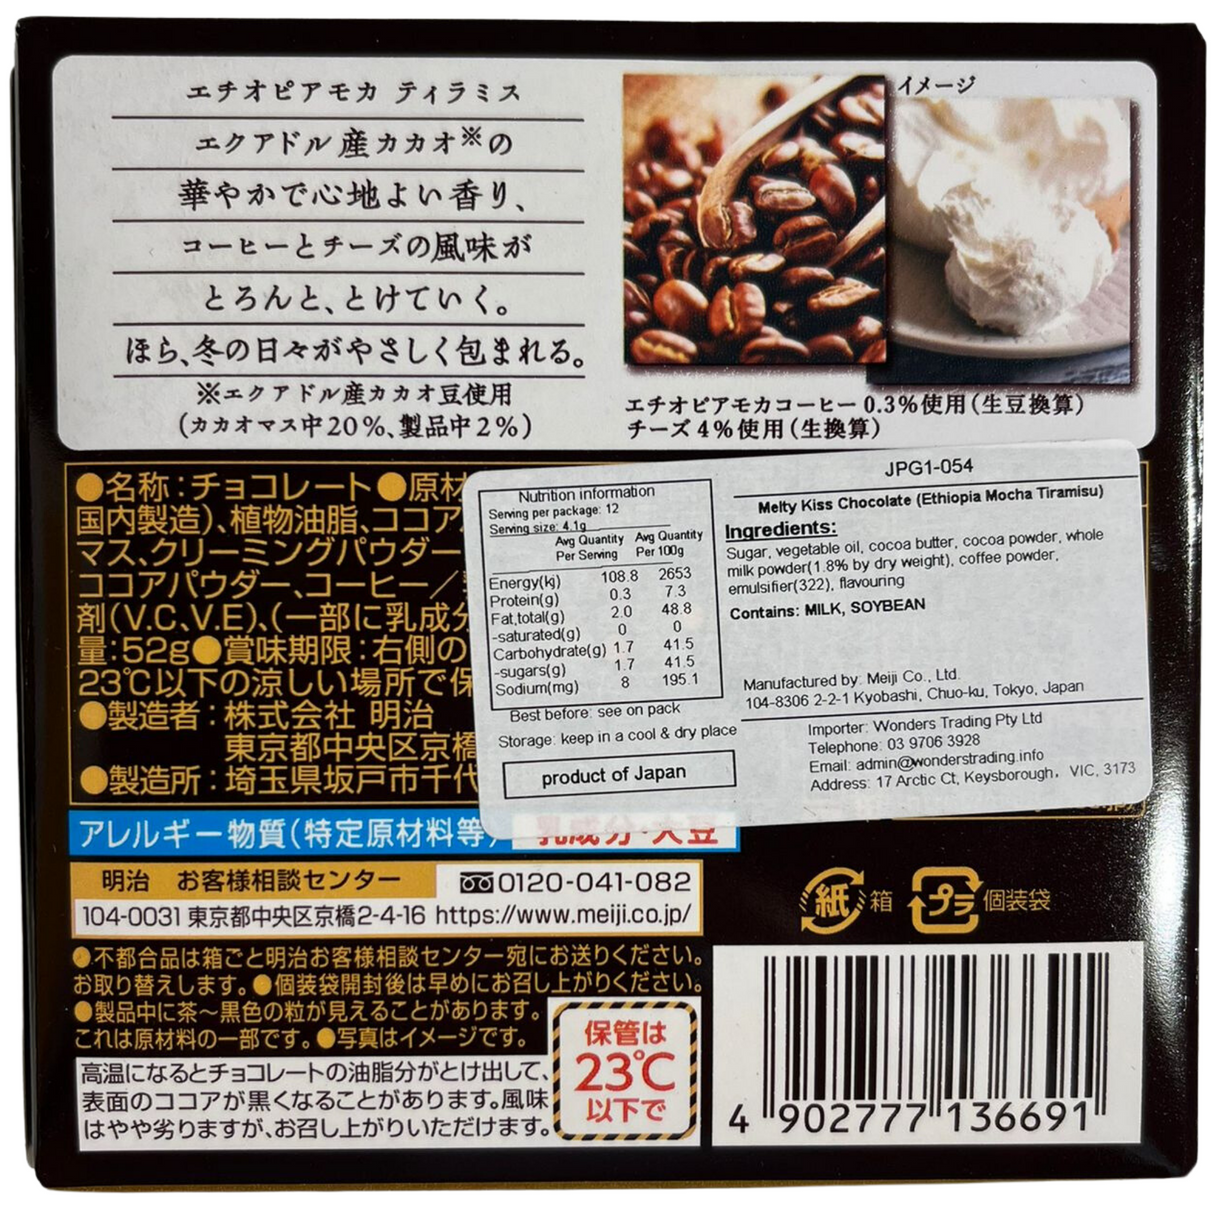 エチオピアモカ ティラミス
エクアドル産カカオ※の
華やかで心地よい香り、
コーヒーとチーズの風味が
とろんと、とけていく。
ほら、冬の日々がやさしく包まれる。
※エクアドル産カカオ豆使用
(カカオマス中20%、製品中2%)
イメージ
エチオピアモカコーヒー 0.3%使用(生豆換算)
チーズ4%使用(生換算)
●名称:チョコレート●原材
国内製造)、植物油脂、ココア
マス、クリーミングパウダー
ココアパウダー、コーヒー/
剤(V.C、V.E)、(一部に乳成分
量:52g●賞味期限:右側の
23℃以下の涼しい場所で保
●製造者:株式会社 明治
東京都中央区京橋
●製造所:埼玉県坂戸市千代
JPG1-054
Nutrition information
Serving per package: 12
Serving size: 4.1g
Avg Quantity Avg Quantity
Per Serving Per 100g
Energy(kj) 108.8 2653
Protein(g) 0.3 7.3
Fat,total(g) 2.0 48.8
-saturated(g) 0 0
Carbohydrate(g) 1.7 41.5
-sugars(g) 1.7 41.5
Sodium(mg) 8 195.1
Best before: see on pack
Storage: keep in a cool & dry place
product of Japan
Melty Kiss Chocolate (Ethiopia Mocha Tiramisu)
Ingredients:
Sugar, vegetable oil, cocoa butter, cocoa powder, whole
milk powder(1.8% by dry weight), coffee powder,
emulsifier(322), flavouring
Contains: MILK, SOYBEAN
Manufactured by: Meiji Co., Ltd.
104-8306 2-2-1 Kyobashi, Chuo-ku, Tokyo, Japan
Importer: Wonders Trading Pty Ltd
Telephone: 03 9706 3928
Email: admin@wonderstrading.info
Address: 17 Arctic Ct, Keysborough, VIC, 3173
アレルギー物質(特定原材料等) 乳成分・大豆
明治 お客様相談センター 0120-041-082
104-0031 東京都中央区京橋2-4-16 https://www.meiji.co.jp/
紙 箱 プラ 個装袋
●不都合品は箱ごと明治お客様相談センター宛にお送りください。
お取り替えします。●個装袋開封後は早めにお召し上がりください。
●製品中に茶~黒色の粒が見えることがあります。
これは原材料の一部です。●写真はイメージです。
高温になるとチョコレートの油脂分がとけ出して、
表面のココアが黒くなることがあります。風味
はやや劣りますが、お召し上がりいただけます。
保管は
23℃
以下で
4 902777 136691